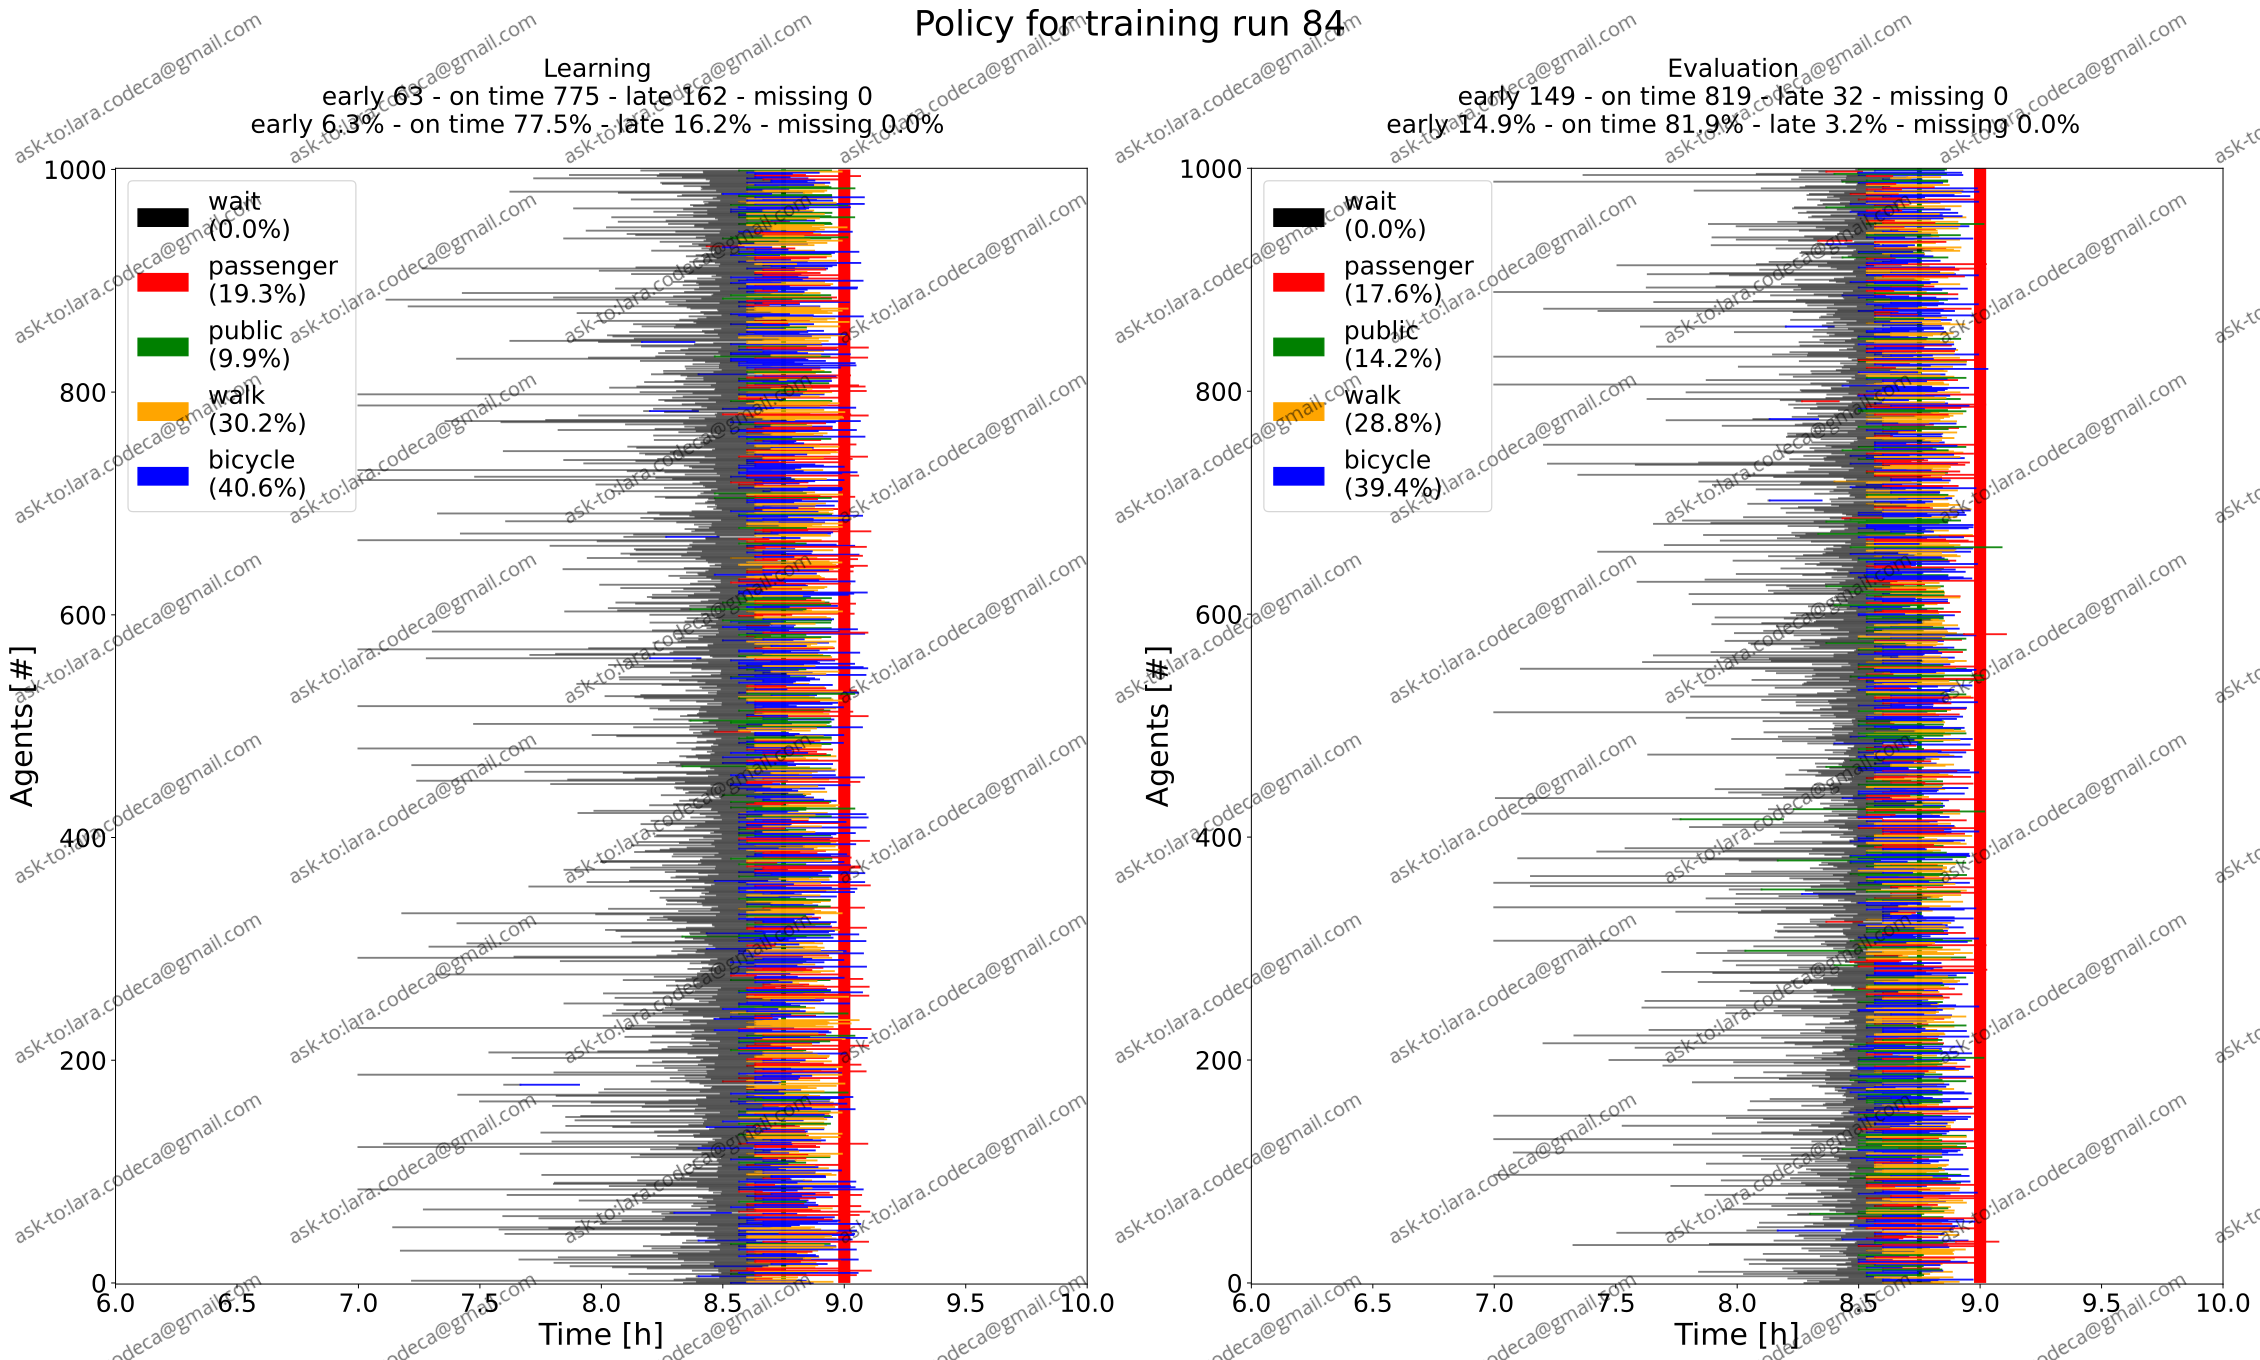 Policy for training run 84
Learning
early 63 - on time 775 - late 162 - missing 0
early 6.3% - on time 77.5% - late 16.2% - missing 0.0%
1000
800
600
400
200
0
Agents [#]
wait
(0.0%)
passenger
(19.3%)
public
(9.9%)
walk
(30.2%)
bicycle
(40.6%)
6.0 6.5 7.0 7.5 8.0 8.5 9.0 9.5 10.0
Time [h]
Evaluation
early 149 - on time 819 - late 32 - missing 0
early 14.9% - on time 81.9% - late 3.2% - missing 0.0%
1000
800
600
400
200
0
Agents [#]
wait
(0.0%)
passenger
(17.6%)
public
(14.2%)
walk
(28.8%)
bicycle
(39.4%)
6.0 6.5 7.0 7.5 8.0 8.5 9.0 9.5 10.0
Time [h]
ask-to:lara.codeca@gmail.com